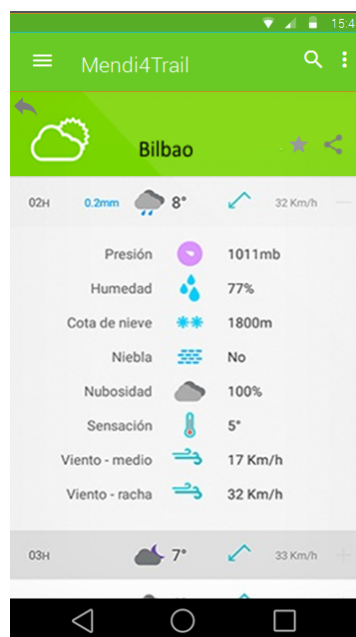 15:4
Mendi4Trail
Bilbao
02H 0.2mm 8° 32 Km/h
Presión 1011mb
Humedad 77%
Cota de nieve 1800m
Niebla No
Nubosidad 100%
Sensación 5°
Viento - medio 17 Km/h
Viento - racha 32 Km/h
03H 7° 33 Km/h